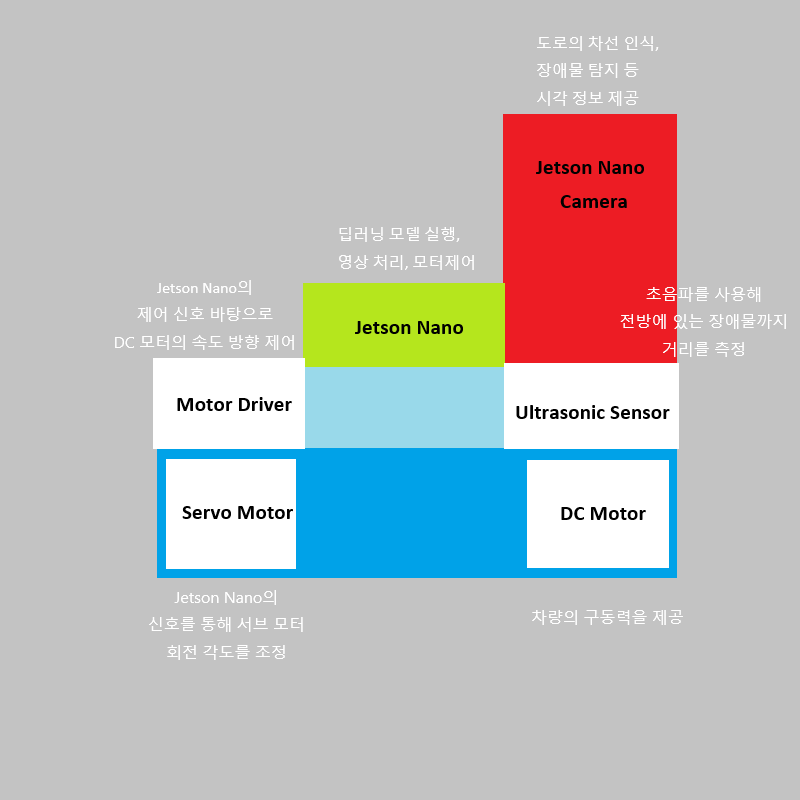 도로의 차선 인식,
장애물 탐지 등
시각 정보 제공
Jetson Nano
Camera
딥러닝 모델 실행,
영상 처리, 모터제어
Jetson Nano의
제어 신호 바탕으로
DC 모터의 속도 방향 제어
Jetson Nano
초음파를 사용해
전방에 있는 장애물까지
거리를 측정
Motor Driver
Ultrasonic Sensor
Servo Motor
DC Motor
Jetson Nano의
신호를 통해 서브 모터
회전 각도를 조정
차량의 구동력을 제공